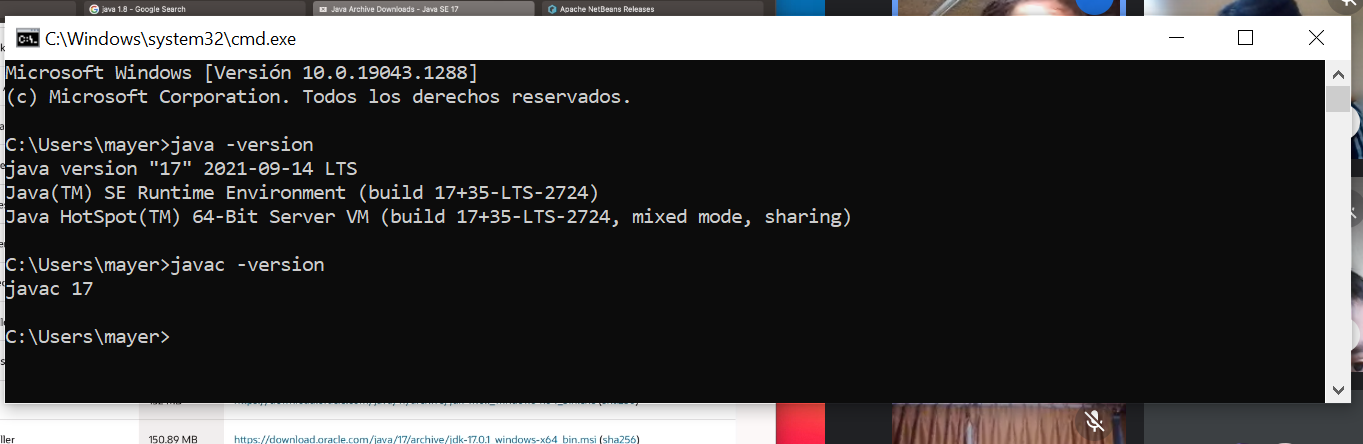 java 1.8 - Google Search
Java Archive Downloads - Java SE 17
Apache NetBeans Releases
C:\Windows\system32\cmd.exe
Microsoft Windows [Versión 10.0.19043.1288]
(c) Microsoft Corporation. Todos los derechos reservados.
C:\Users\mayer>java -version
java version "17" 2021-09-14 LTS
Java(TM) SE Runtime Environment (build 17+35-LTS-2724)
Java HotSpot(TM) 64-Bit Server VM (build 17+35-LTS-2724, mixed mode, sharing)
C:\Users\mayer>javac -version
javac 17
C:\Users\mayer>
ller
150.89 MB
https://download.oracle.com/java/17/archive/jdk-17.0.1_windows-x64_bin.msi (sha256)